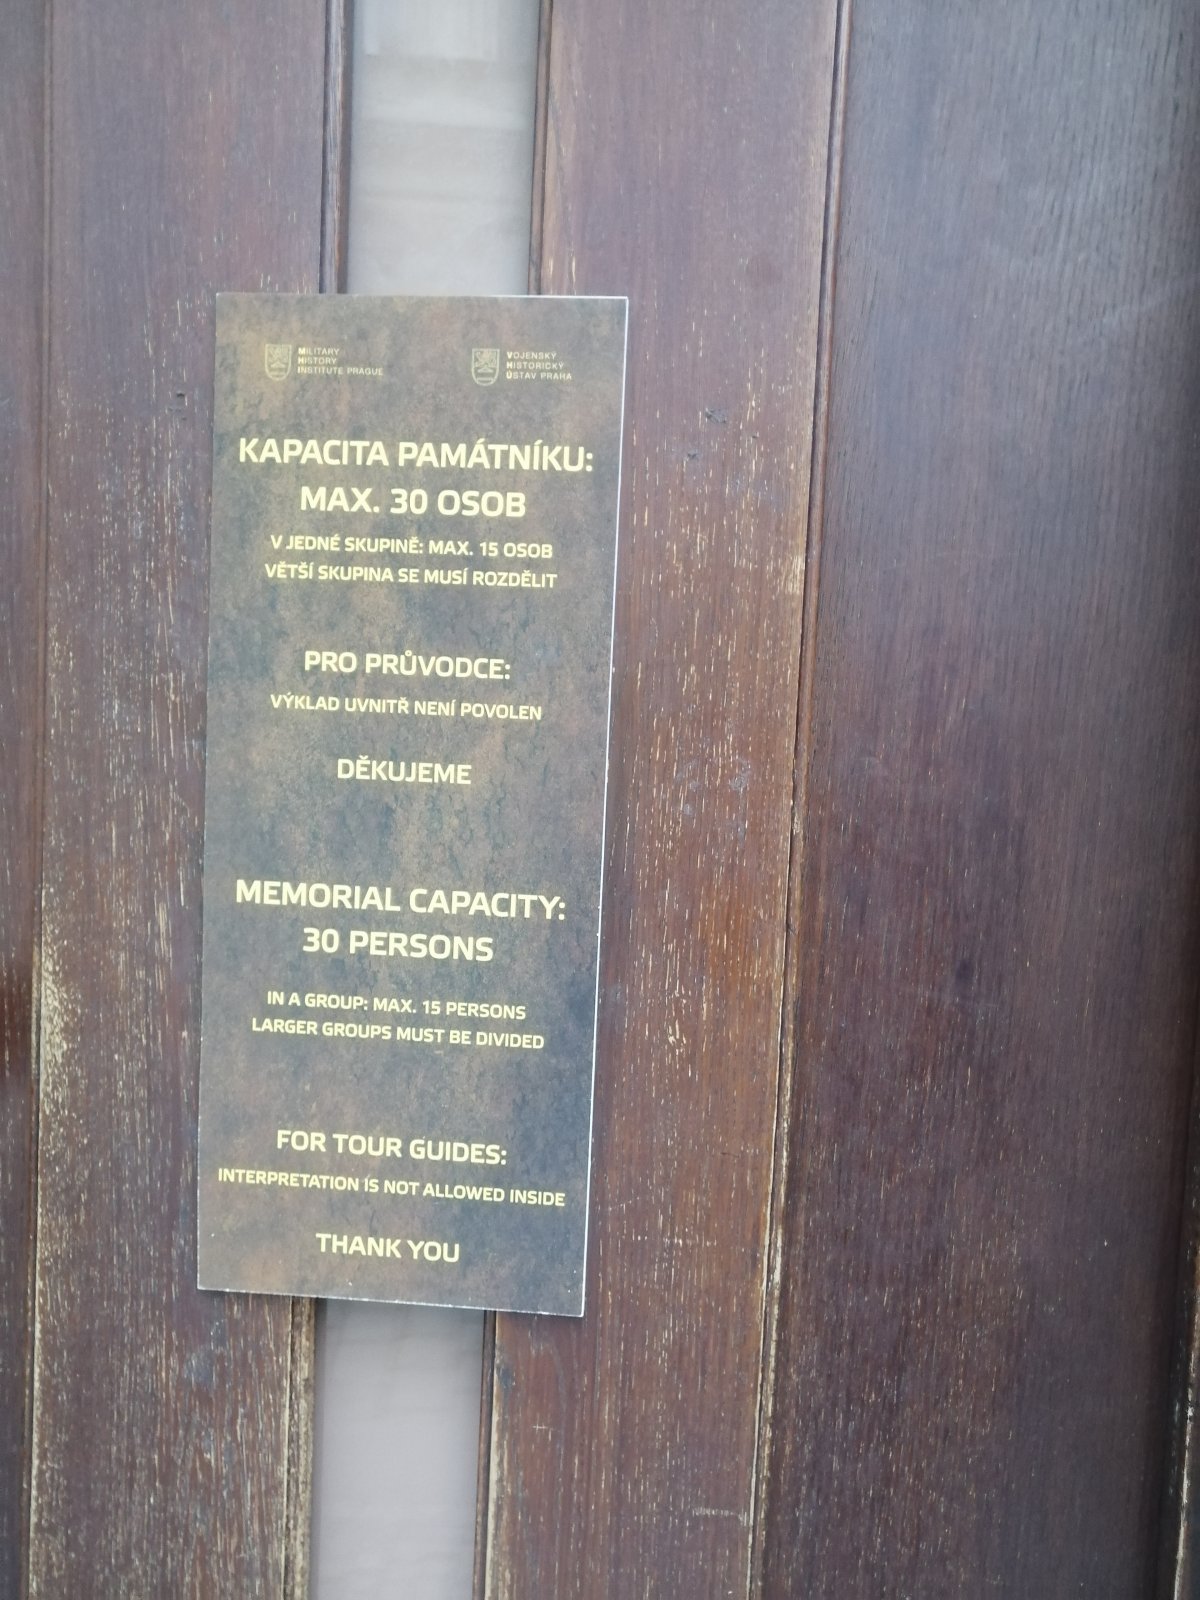 MILITARY
HISTORY
INSTITUTE PRAGUE
VOJENSKÝ
HISTORICKÝ
ÚSTAV PRAHA
KAPACITA PAMÁTNÍKU:
MAX. 30 OSOB
V JEDNÉ SKUPINĚ: MAX. 15 OSOB
VĚTŠÍ SKUPINA SE MUSÍ ROZDĚLIT
PRO PRŮVODCE:
VÝKLAD UVNITŘ NENÍ POVOLEN
DĚKUJEME
MEMORIAL CAPACITY:
30 PERSONS
IN A GROUP: MAX. 15 PERSONS
LARGER GROUPS MUST BE DIVIDED
FOR TOUR GUIDES:
INTERPRETATION IS NOT ALLOWED INSIDE
THANK YOU